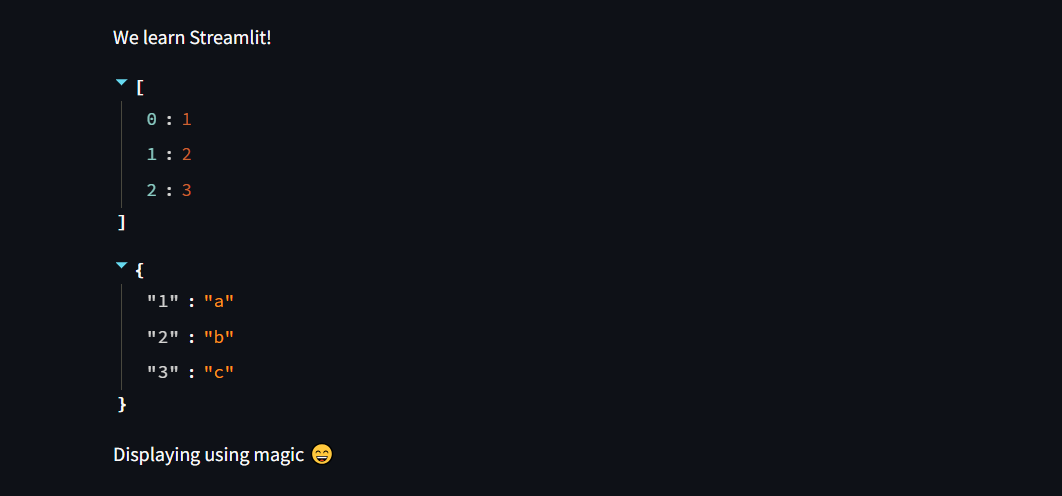 We learn Streamlit!
[
0 : 1
1 : 2
2 : 3
]
{
"1" : "a"
"2" : "b"
"3" : "c"
}
Displaying using magic 😄